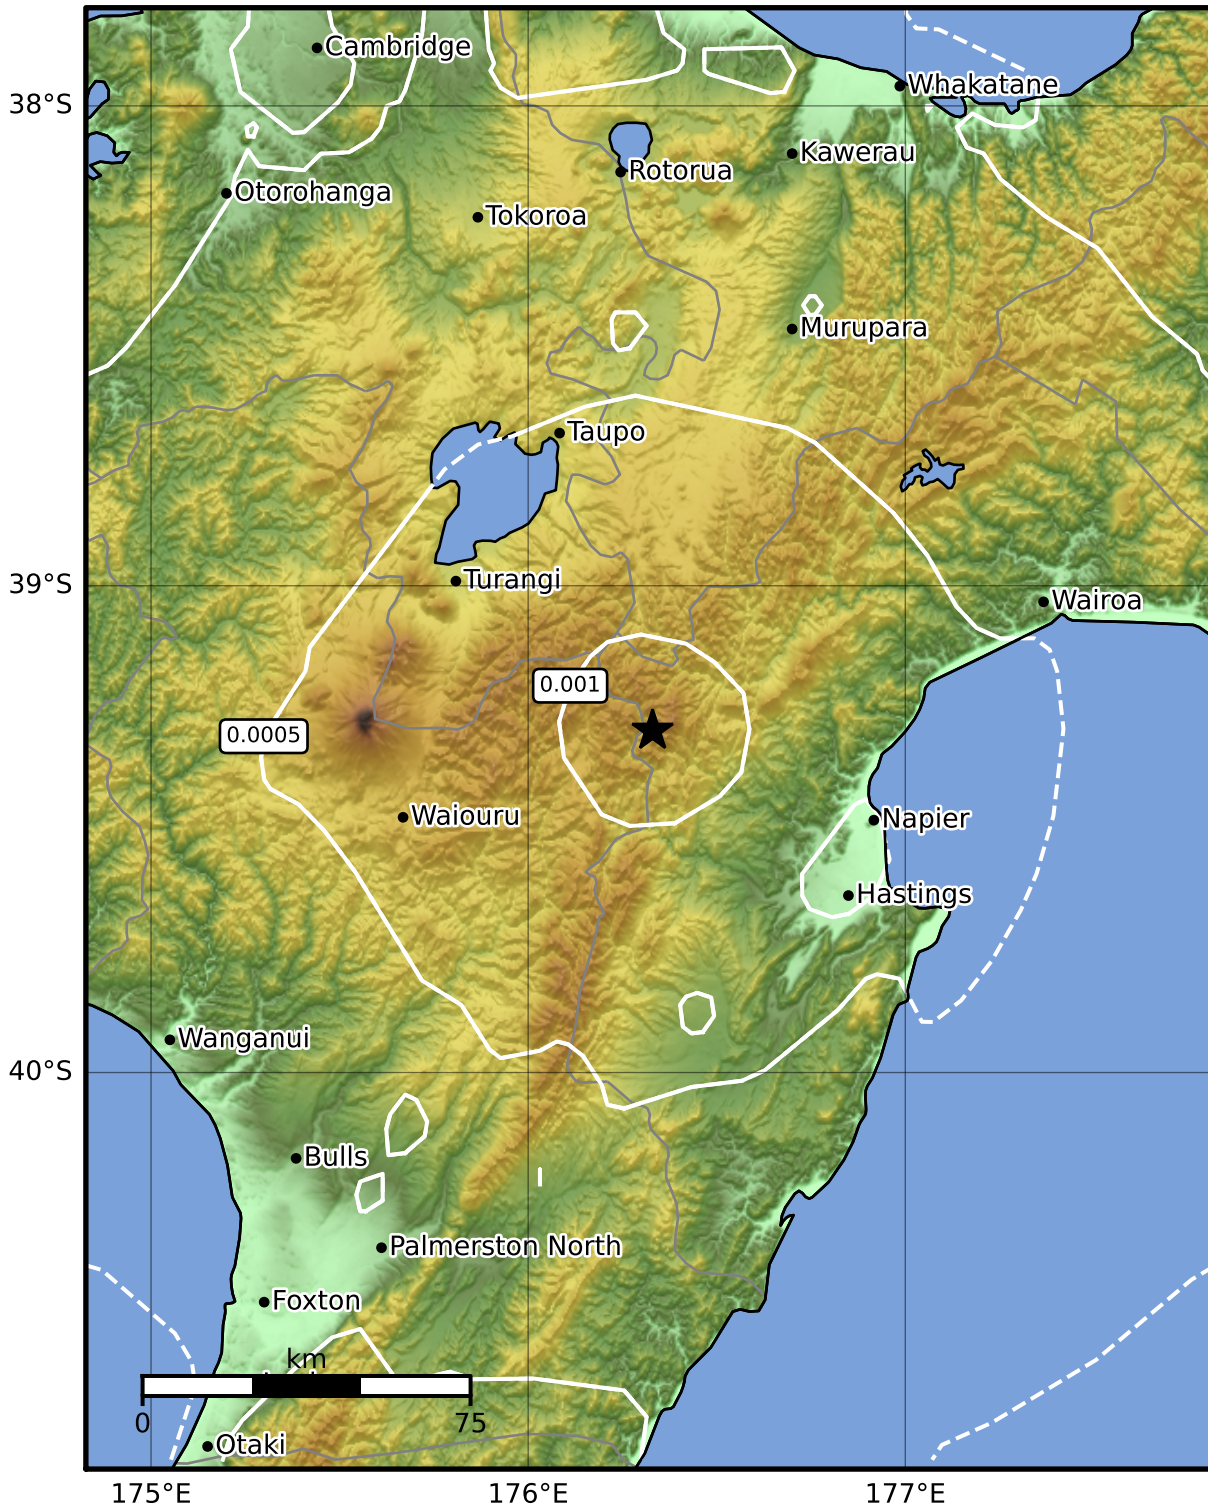 Cambridge
Whakatane
38°S
Kawerau
Rotorua
Otorohanga
Tokoroa
Murupara
Taupo
39°S
Turangi
Wairoa
0.001
0.0005
Waiouru
Napier
Hastings
Wanganui
40°S
Bulls
Palmerston North
Foxton
km
0 75
Otaki
175°E 176°E 177°E